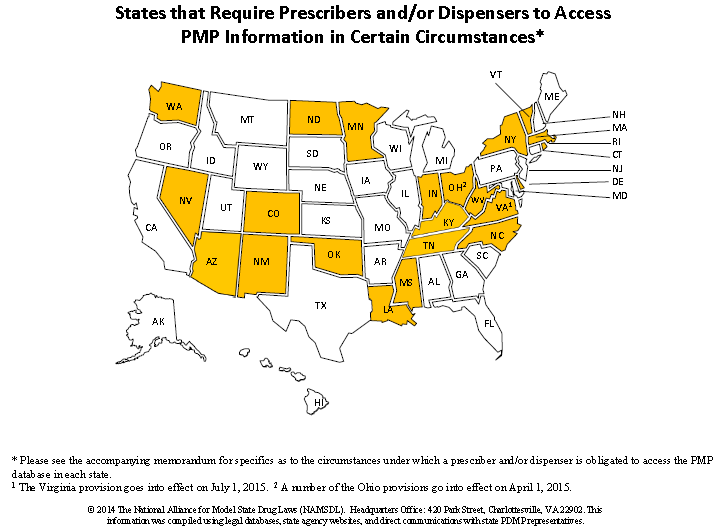 States that Require Prescribers and/or Dispensers to Access
PMP Information in Certain Circumstances*
VT
ME
WA
NH
MT
ND
MN
MA
OR
NY
RI
ID
SD
WI
MI
CT
WY
PA
NJ
IA
NE
DE
NV
IL
IN
OH²
MD
UT
WV
CO
VA¹
CA
KS
MO
KY
NC
TN
OK
AZ
NM
AR
SC
MS
AL
GA
TX
LA
AK
FL
HI
* Please see the accompanying memorandum for specifics as to the circumstances under which a prescriber and/or dispenser is obligated to access the PMP
database in each state.
¹ The Virginia provision goes into effect on July 1, 2015. ² A number of the Ohio provisions go into effect on April 1, 2015.
© 2014 The National Alliance for Model State Drug Laws (NAMSDL). Headquarters Office: 420 Park Street, Charlottesville, VA 22902. This
information was compiled using legal databases, state agency websites, and direct communications with state PDMP representatives.